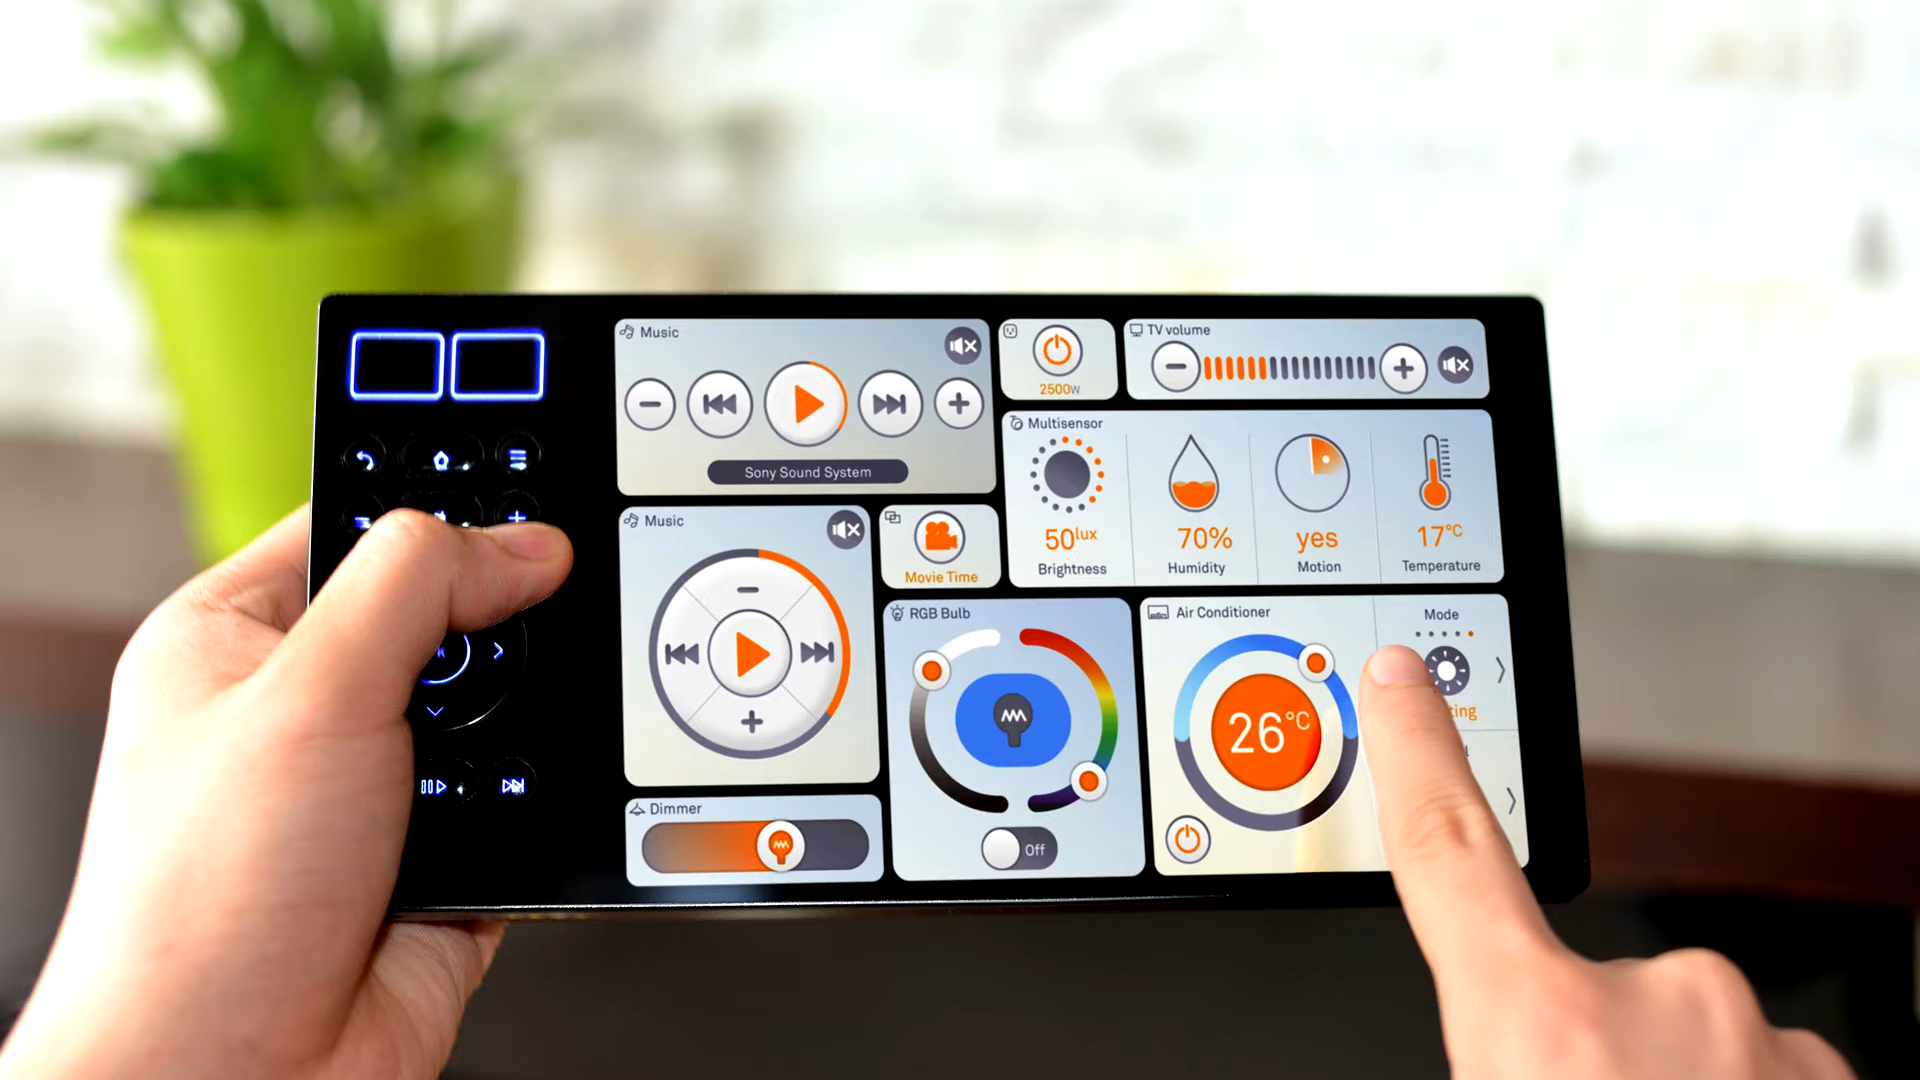 Music
Sony Sound System
2500W
TV volume
Multisensor
50lux
Brightness
70%
Humidity
yes
Motion
17°C
Temperature
Music
Movie Time
RGB Bulb
Off
Air Conditioner
26°C
Mode
ting
Dimmer